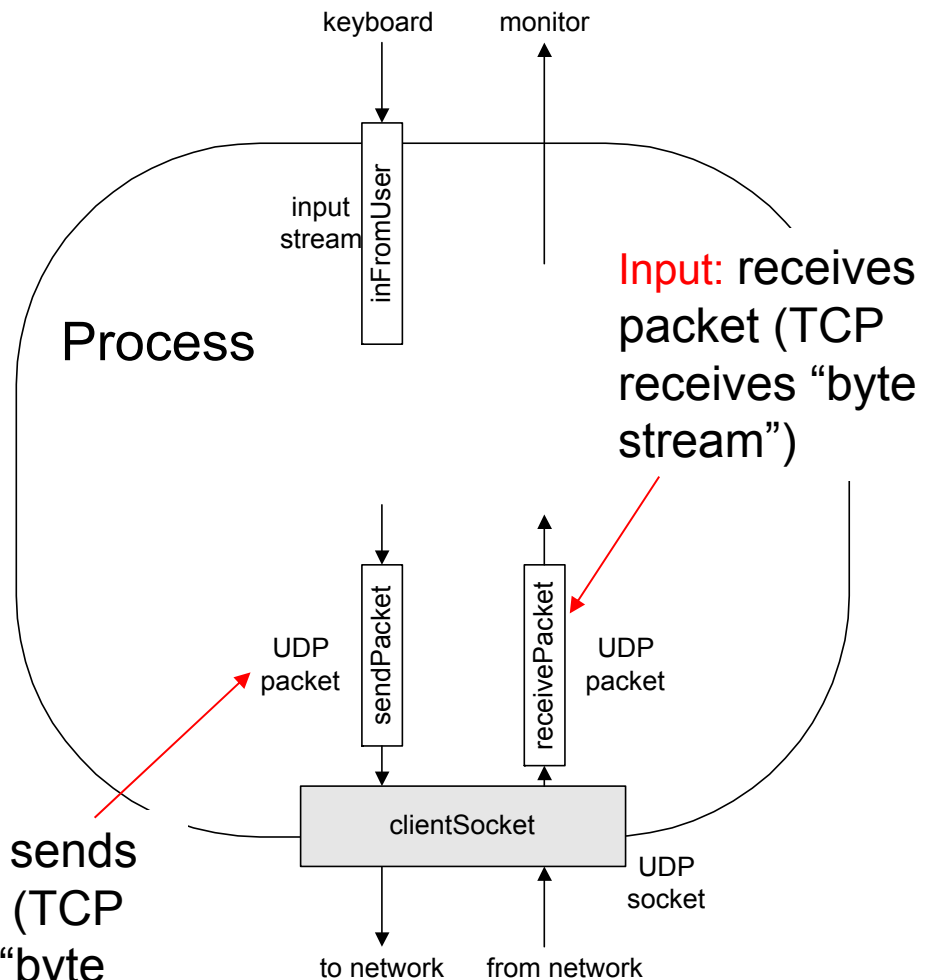 keyboard
monitor
input
stream
inFromUser
Process
Input: receives
packet (TCP
receives “byte
stream”)
UDP
packet
sendPacket
receivePacket
UDP
packet
clientSocket
UDP
socket
sends
(TCP
“byte
to network
from network